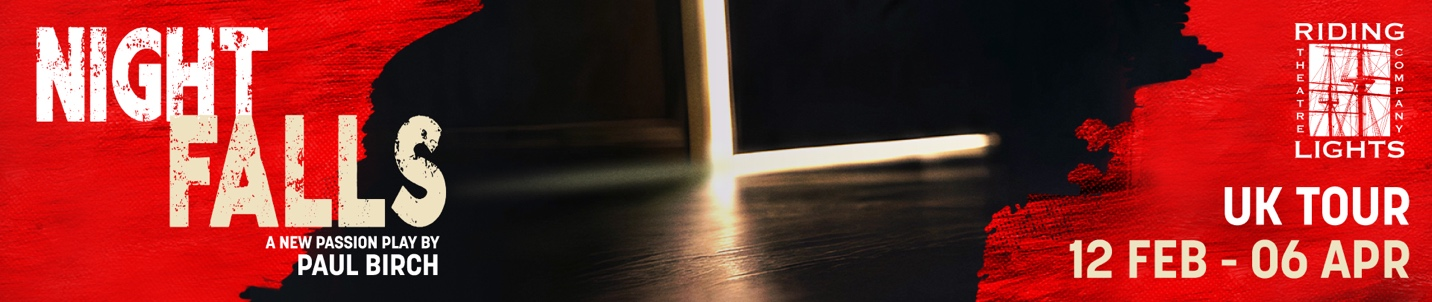 NIGHT
FALLS
A NEW PASSION PLAY BY
PAUL BIRCH
RIDING
THEATRE
COMPANY
LIGHTS
UK TOUR
12 FEB - 06 APR